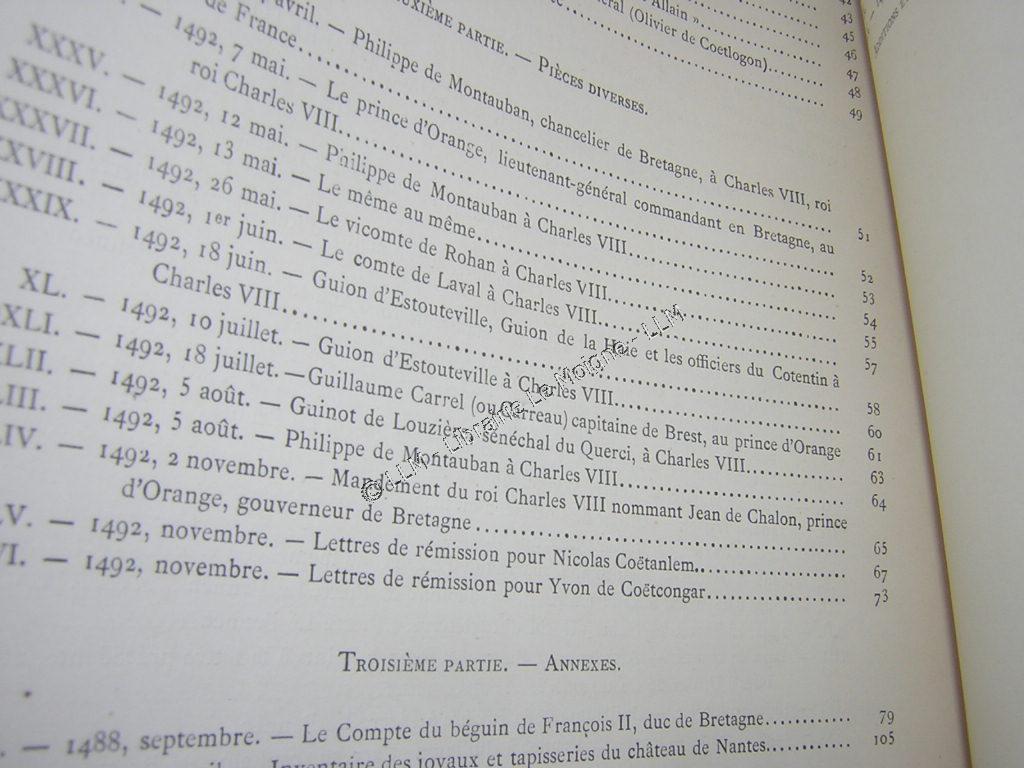 Allain ».
42
(Olivier de Coetlogon)
43
45
46
47
48
49
DEUXIÈME PARTIE. — PIÈCES DIVERSES.
avril. — Philippe de Montauban, chancelier de Bretagne, à Charles VIII, roi
de France 51
XXXV. — 1492, 7 mai. — Le prince d'Orange, lieutenant-général commandant en Bretagne, au
roi Charles VIII 52
XXXVI. — 1492, 12 mai. — Philippe de Montauban à Charles VIII 53
XXXVII. — 1492, 13 mai. — Le même au même 54
XXVIII. — 1492, 26 mai. — Le vicomte de Rohan à Charles VIII 55
XXXIX. — 1492, 1er juin. — Le comte de Laval à Charles VIII 57
— 1492, 18 juin. — Guion d'Estouteville, Guion de la Haie et les officiers du Cotentin à
Charles VIII 58
XL. — 1492, 10 juillet. — Guion d'Estouteville à Charles VIII 60
XLI. — 1492, 18 juillet. —Guillaume Carrel (ou Carreau) capitaine de Brest, au prince d'Orange 61
XLII. — 1492, 5 août. — Guinot de Louzière, sénéchal du Querci, à Charles VIII 63
LIII. — 1492, 5 août. — Philippe de Montauban à Charles VIII 64
LIV. — 1492, 2 novembre. — Mandement du roi Charles VIII nommant Jean de Chalon, prince
d'Orange, gouverneur de Bretagne 65
LV. — 1492, novembre. — Lettres de rémission pour Nicolas Coëtanlem 67
VI. — 1492, novembre. — Lettres de rémission pour Yvon de Coëtcongar 73
TROISIÈME PARTIE. — ANNEXES.
— 1488, septembre. — Le Compte du béguin de François II, duc de Bretagne 79
Inventaire des joyaux et tapisseries du château de Nantes 105
© LLM - Librairie Le Moigne - LLM